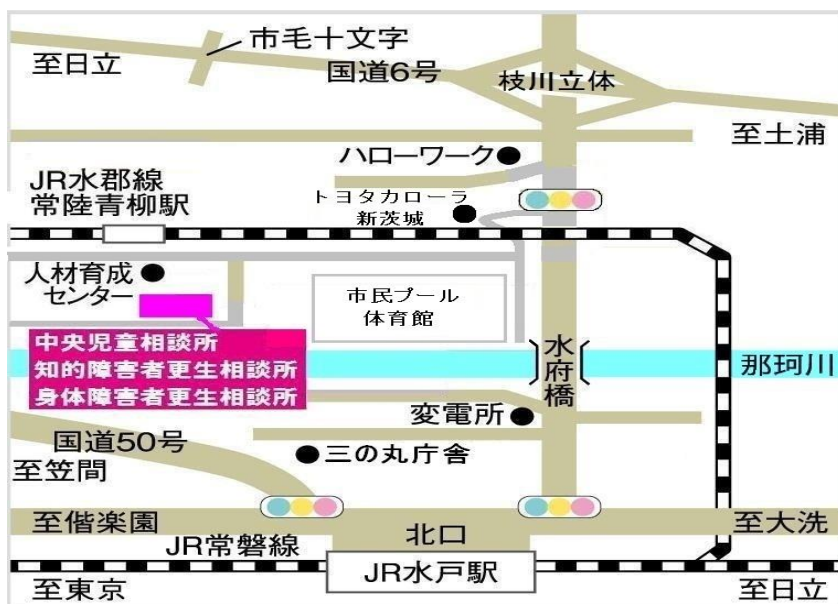 市毛十文字
至日立
国道6号
枝川立体
至土浦
ハローワーク
JR水郡線
常陸青柳駅
トヨタカローラ
新茨城
人材育成
センター
市民プール
体育館
中央児童相談所
知的障害者更生相談所
身体障害者更生相談所
水府橋
那珂川
変電所
国道50号
三の丸庁舎
至笠間
至偕楽園
北口
至大洗
JR常磐線
JR水戸駅
至東京
至日立